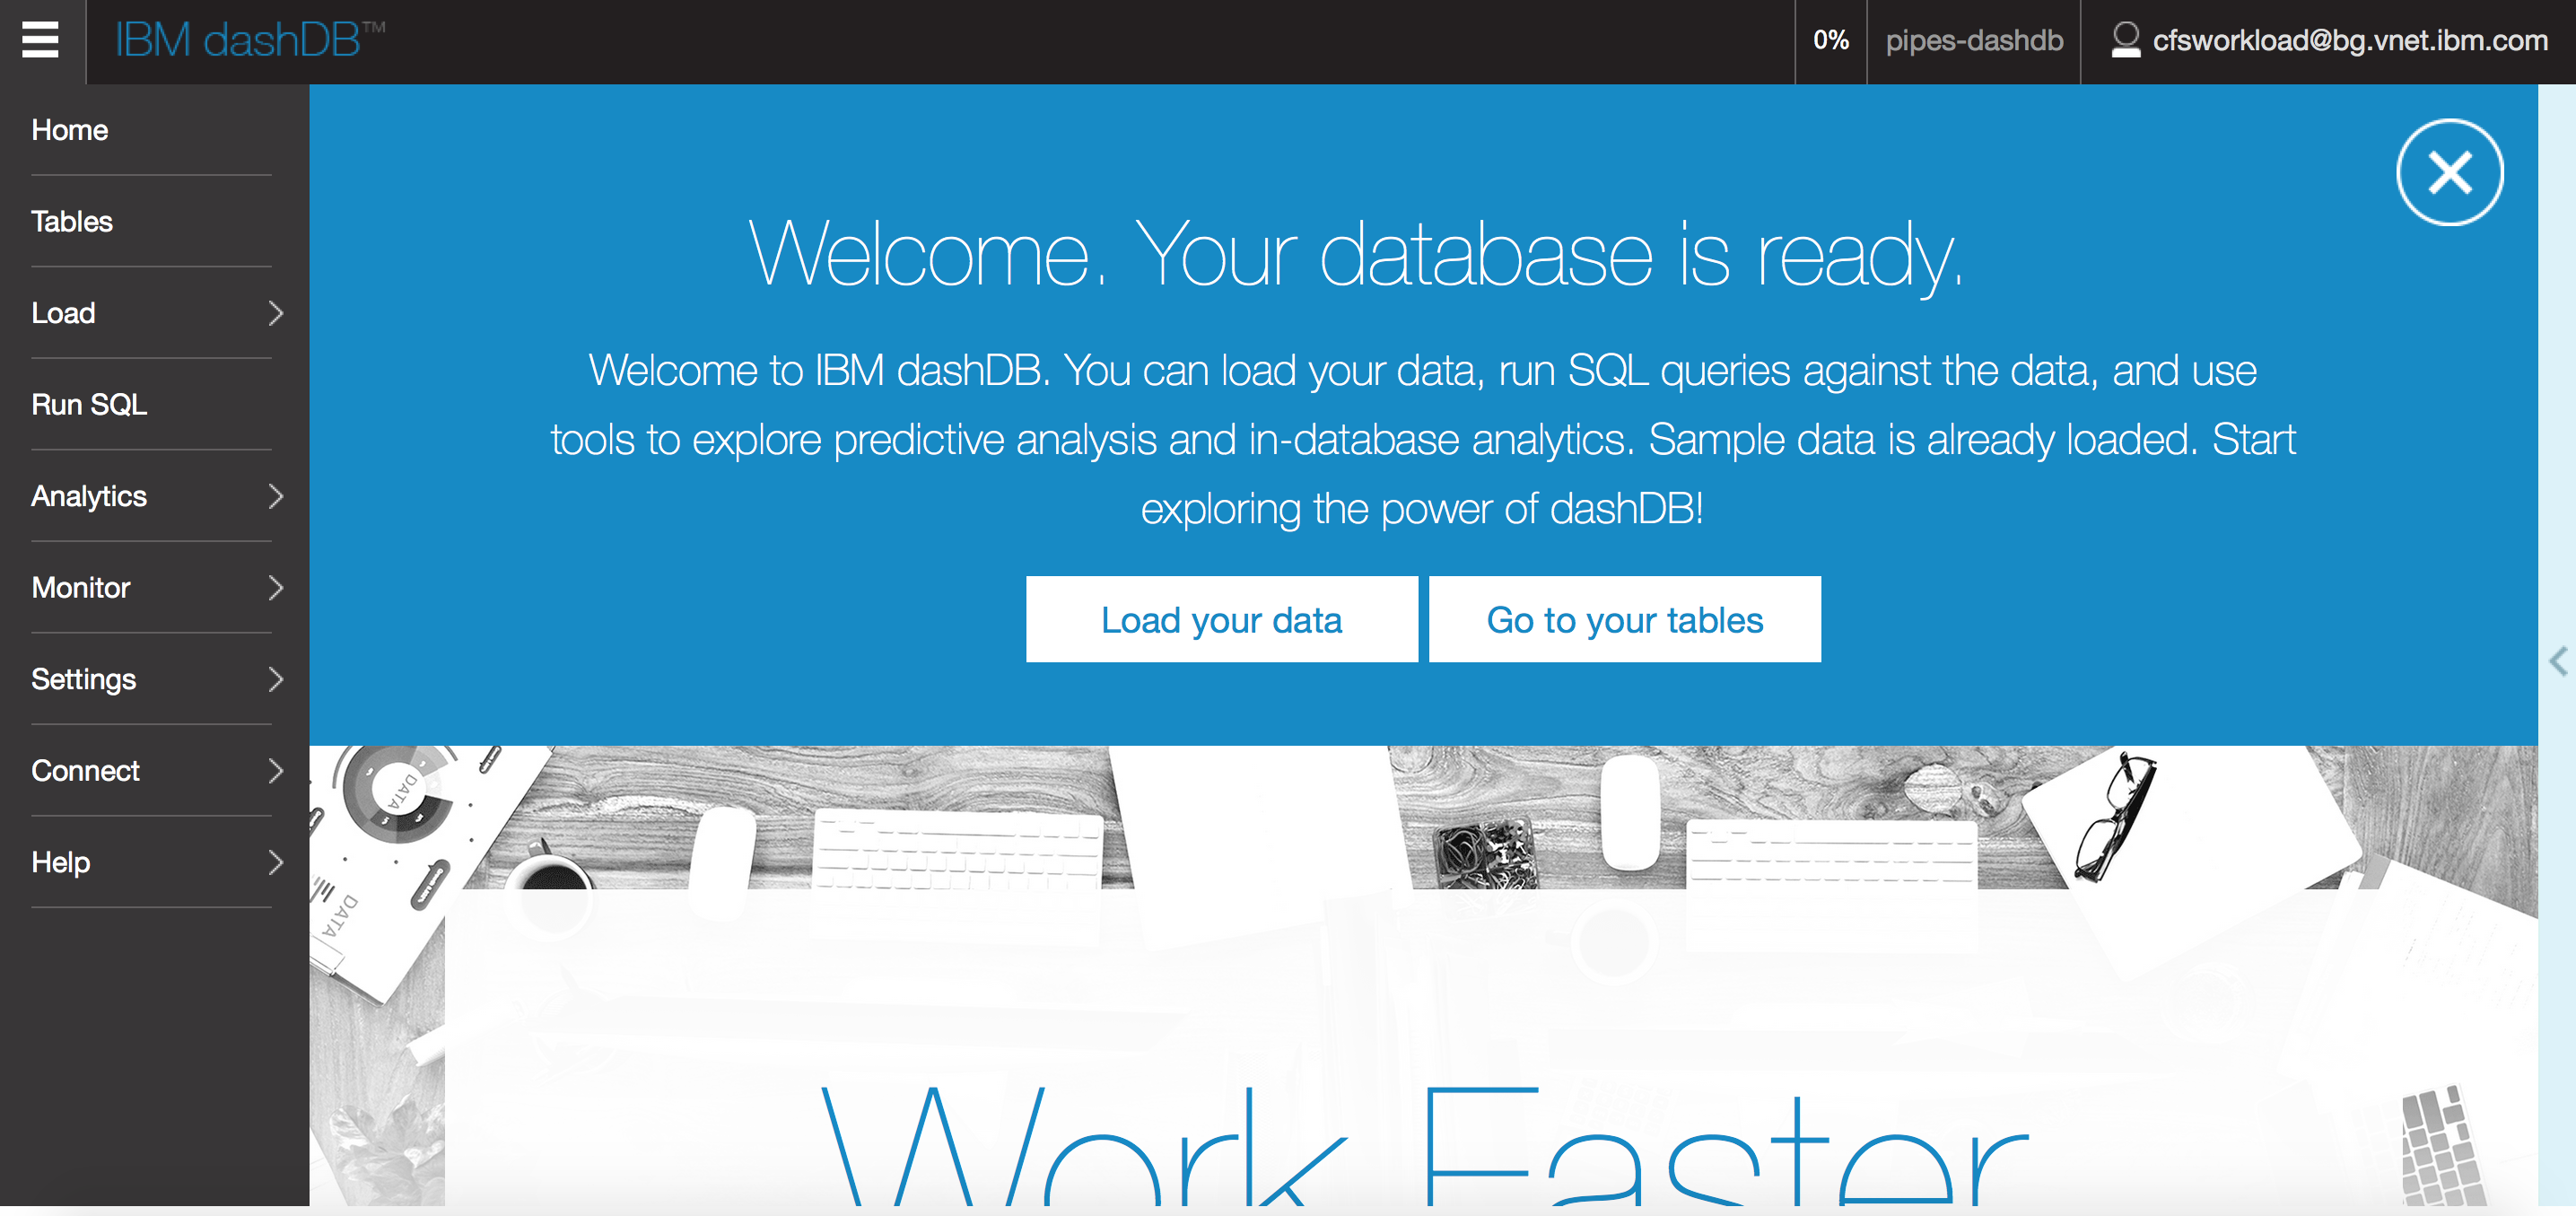 IBM dashDB™
0%
pipes-dashdb
cfsworkload@bg.vnet.ibm.com
Home
Tables
Load
Run SQL
Analytics
Monitor
Settings
Connect
Help
Welcome. Your database is ready.
Welcome to IBM dashDB. You can load your data, run SQL queries against the data, and use
tools to explore predictive analysis and in-database analytics. Sample data is already loaded. Start
exploring the power of dashDB!
Load your data
Go to your tables
DATA
DATA
Work Faster